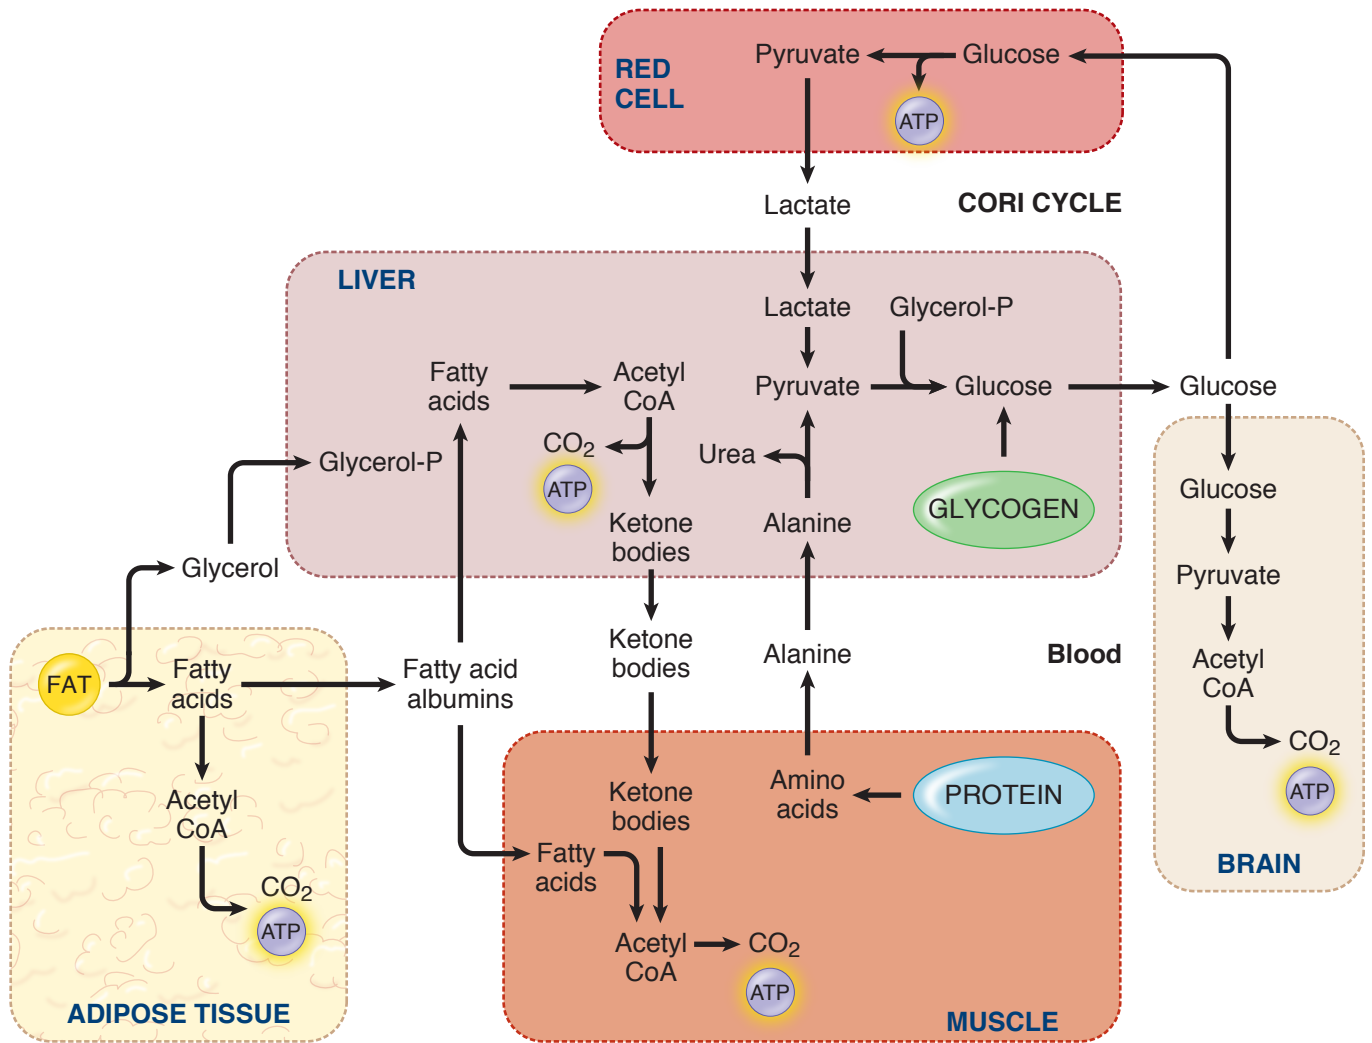 RED
CELL
Pyruvate
Glucose
ATP
Lactate
CORI CYCLE
LIVER
Lactate
Glycerol-P
Fatty
acids
Acetyl
CoA
Pyruvate
Glucose
Glucose
CO₂
ATP
Urea
Glycerol-P
GLYCOGEN
Ketone
bodies
Alanine
Glucose
Glycerol
Pyruvate
FAT
Fatty
acids
Fatty acid
albumins
Ketone
bodies
Alanine
Blood
Acetyl
CoA
CO₂
ATP
BRAIN
Acetyl
CoA
CO₂
ATP
ADIPOSE TISSUE
Ketone
bodies
Amino
acids
PROTEIN
Fatty
acids
Acetyl
CoA
CO₂
ATP
MUSCLE